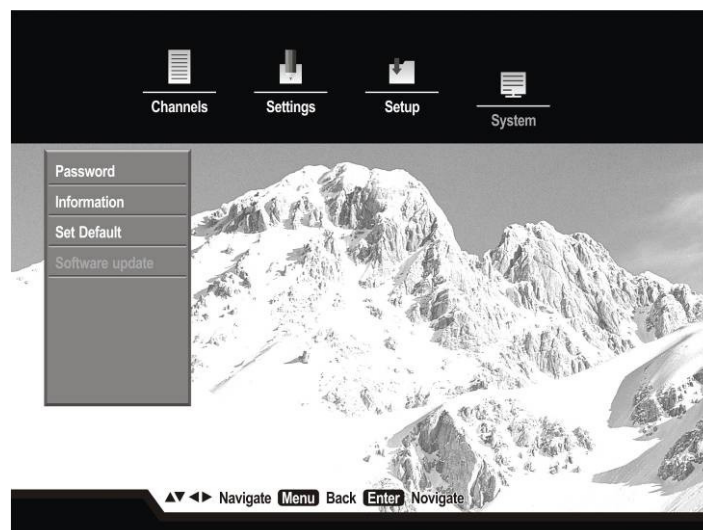 Channels Settings Setup System
Password
Information
Set Default
Software update
▲▼ ◄► Navigate Menu Back Enter Novigate